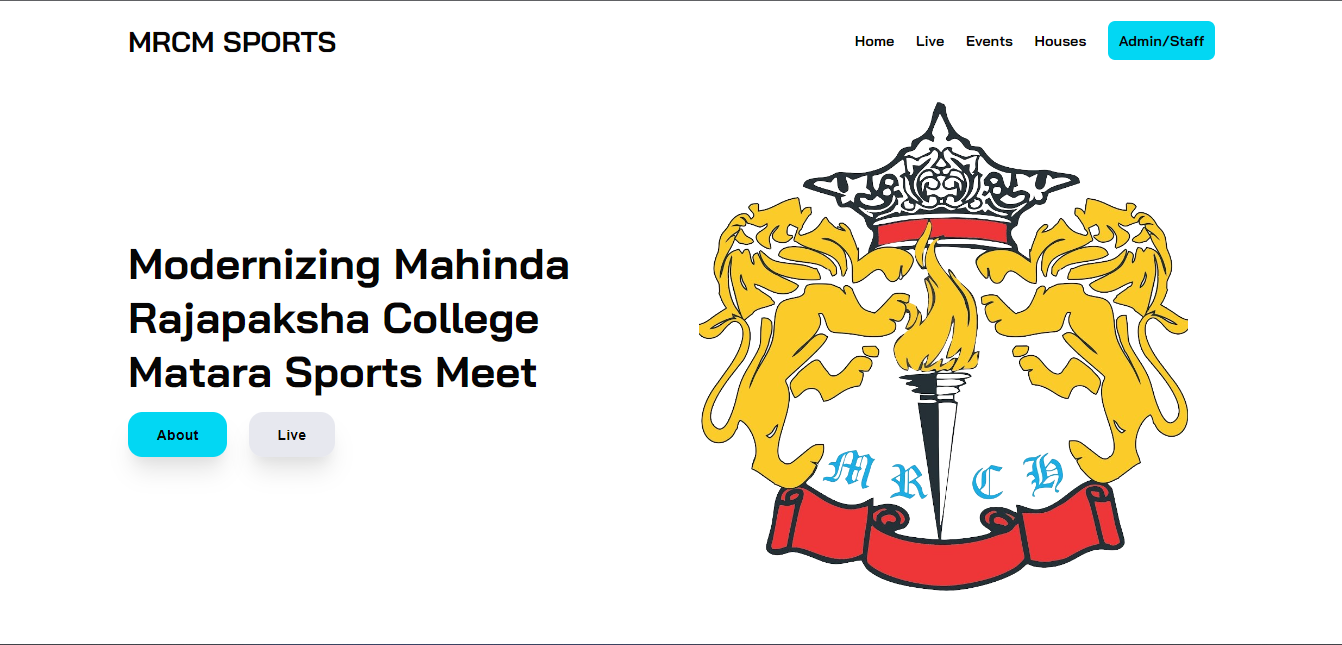 MRCM SPORTS
Home Live Events Houses Admin/Staff
Modernizing Mahinda
Rajapaksha College
Matara Sports Meet
About Live
M R C H